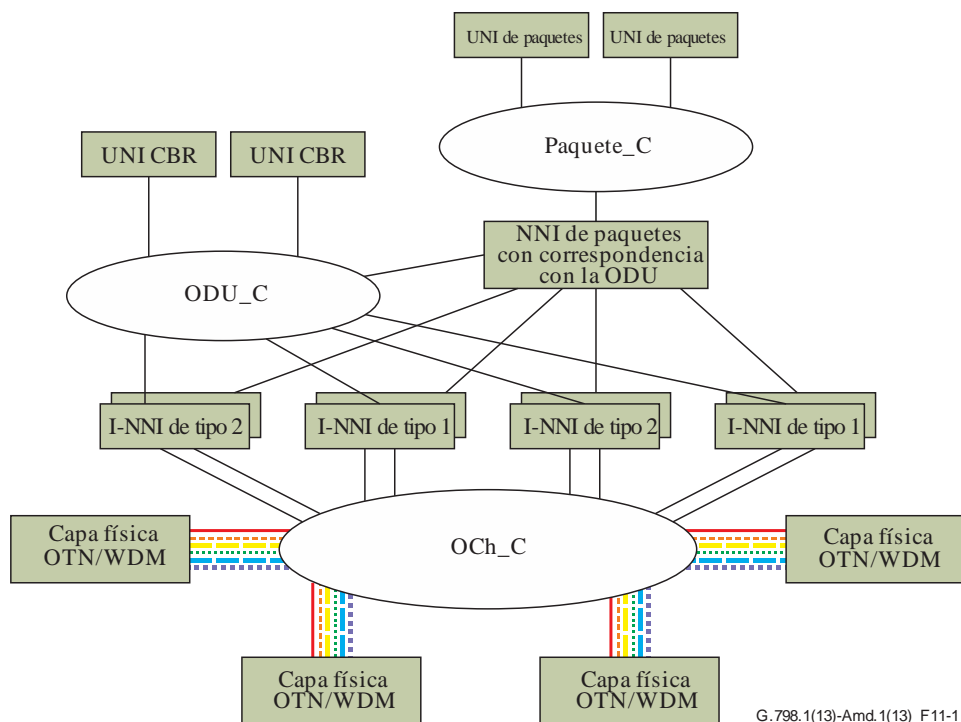 UNI de paquetes
UNI de paquetes
Paquete_C
UNI CBR
UNI CBR
NNI de paquetes
con correspondencia
con la ODU
ODU_C
I-NNI de tipo 2
I-NNI de tipo 1
I-NNI de tipo 2
I-NNI de tipo 1
OCh_C
Capa física
OTN/WDM
Capa física
OTN/WDM
Capa física
OTN/WDM
Capa física
OTN/WDM
G.798.1(13)-Amd.1(13)_F11-1